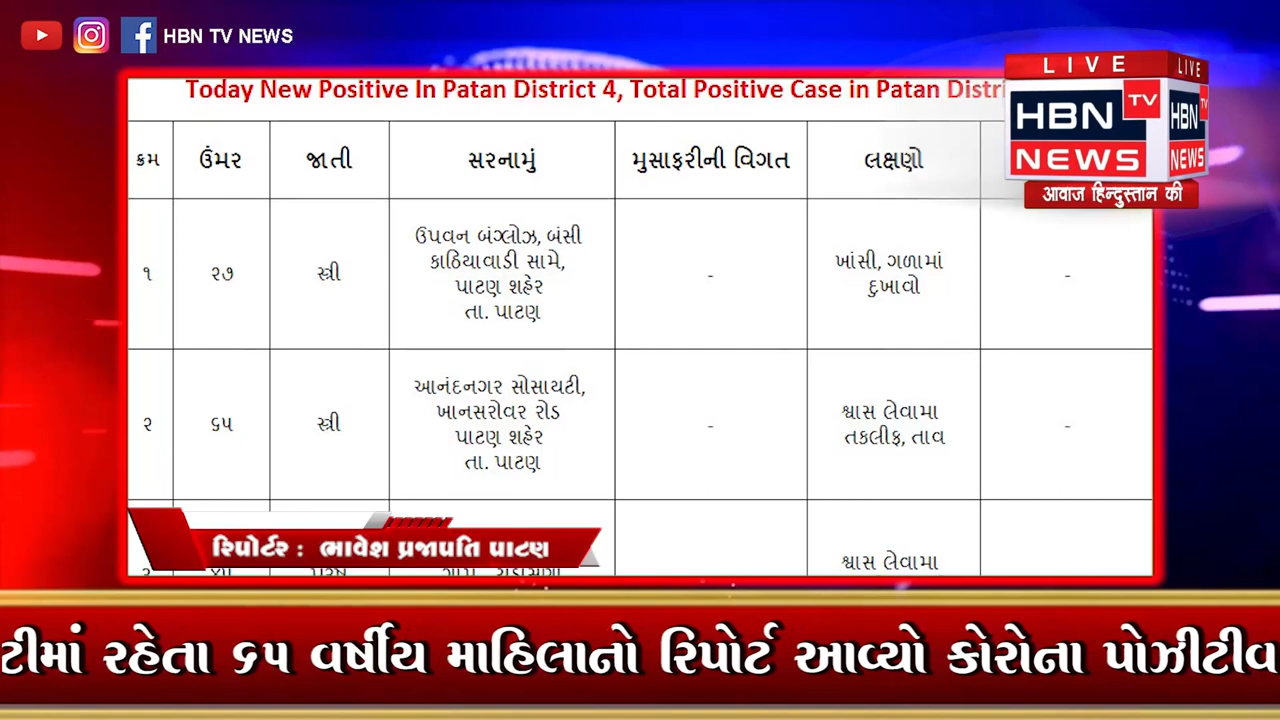 HBN TV NEWS
LIVE
LIVE
HBN TV
NEWS
HBN TV
NEWS
आवाज हिन्दुस्तान की
Today New Positive In Patan District 4, Total Positive Case in Patan
ક્રમ ઉંમર જાતી સરનામું મુસાફરીની વિગત લક્ષણો
૧ ૨૭ સ્ત્રી ઉપવન બંગ્લોઝ, બંસી
કાઠિયાવાડી સામે,
પાટણ શહેર
તા. પાટણ - ખાંસી, ગળામાં
દુખાવો -
૨ ૬૫ સ્ત્રી આનંદનગર સોસાયટી,
ખાનસરોવર રોડ
પાટણ શહેર
તા. પાટણ - શ્વાસ લેવામા
તકલીફ, તાવ -
શ્વાસ લેવામા
રિપોર્ટર : ભાવેશ પ્રજાપતિ પાટણ
ટીમાં રહેતા ૬૫ વર્ષીય માહિલાનો રિપોર્ટ આવ્યો કોરોના પોઝીટીવ